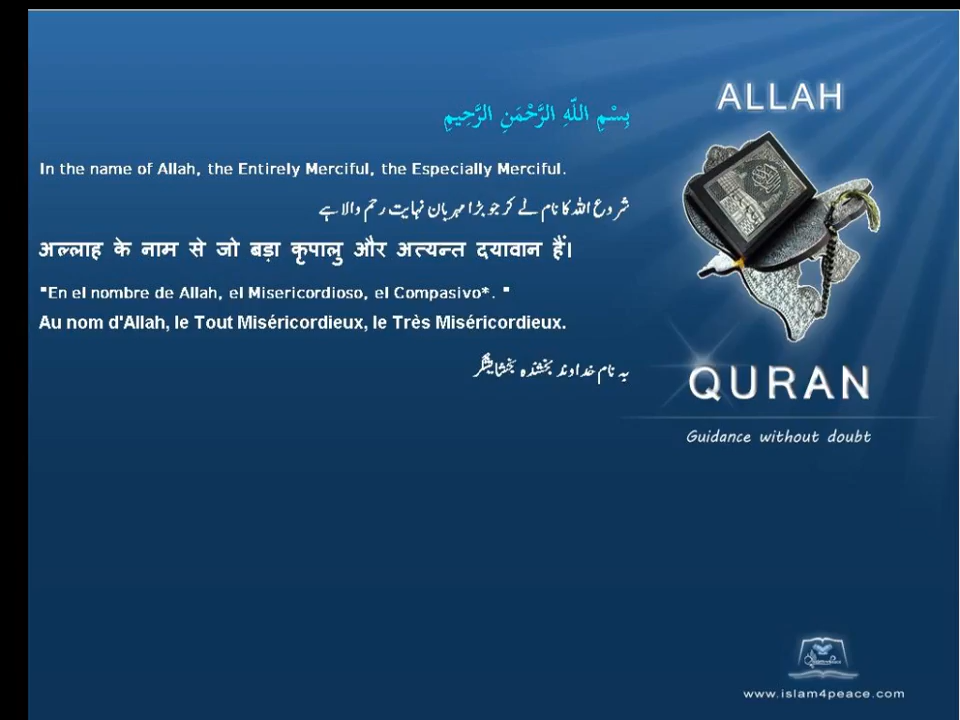 بِسْمِ اللَّهِ الرَّحْمَنِ الرَّحِيمِ
In the name of Allah, the Entirely Merciful, the Especially Merciful.
شروع الله کا نام لے کر جو بڑا مہربان نہایت رحم والا ہے
अल्लाह के नाम से जो बड़ा कृपालु और अत्यन्त दयावान हैं।
"En el nombre de Allah, el Misericordioso, el Compasivo*. "
Au nom d'Allah, le Tout Miséricordieux, le Très Miséricordieux.
به نام خداوند بخشنده بخشایشگر
ALLAH
QURAN
Guidance without doubt
www.islam4peace.com